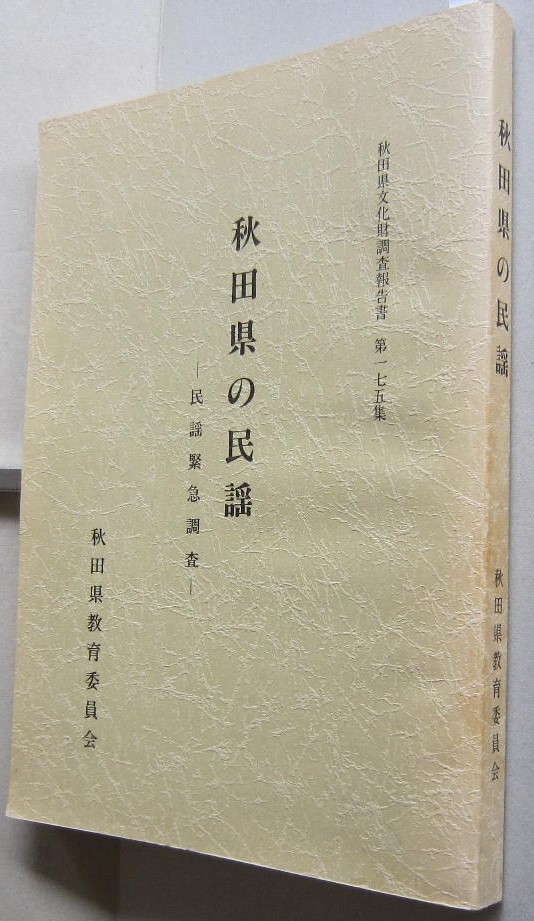 秋田県文化財調査報告書　第一七五集
秋田県の民謡
―民謡緊急調査―
秋田県教育委員会
秋田県の民謡
秋田県教育委員会